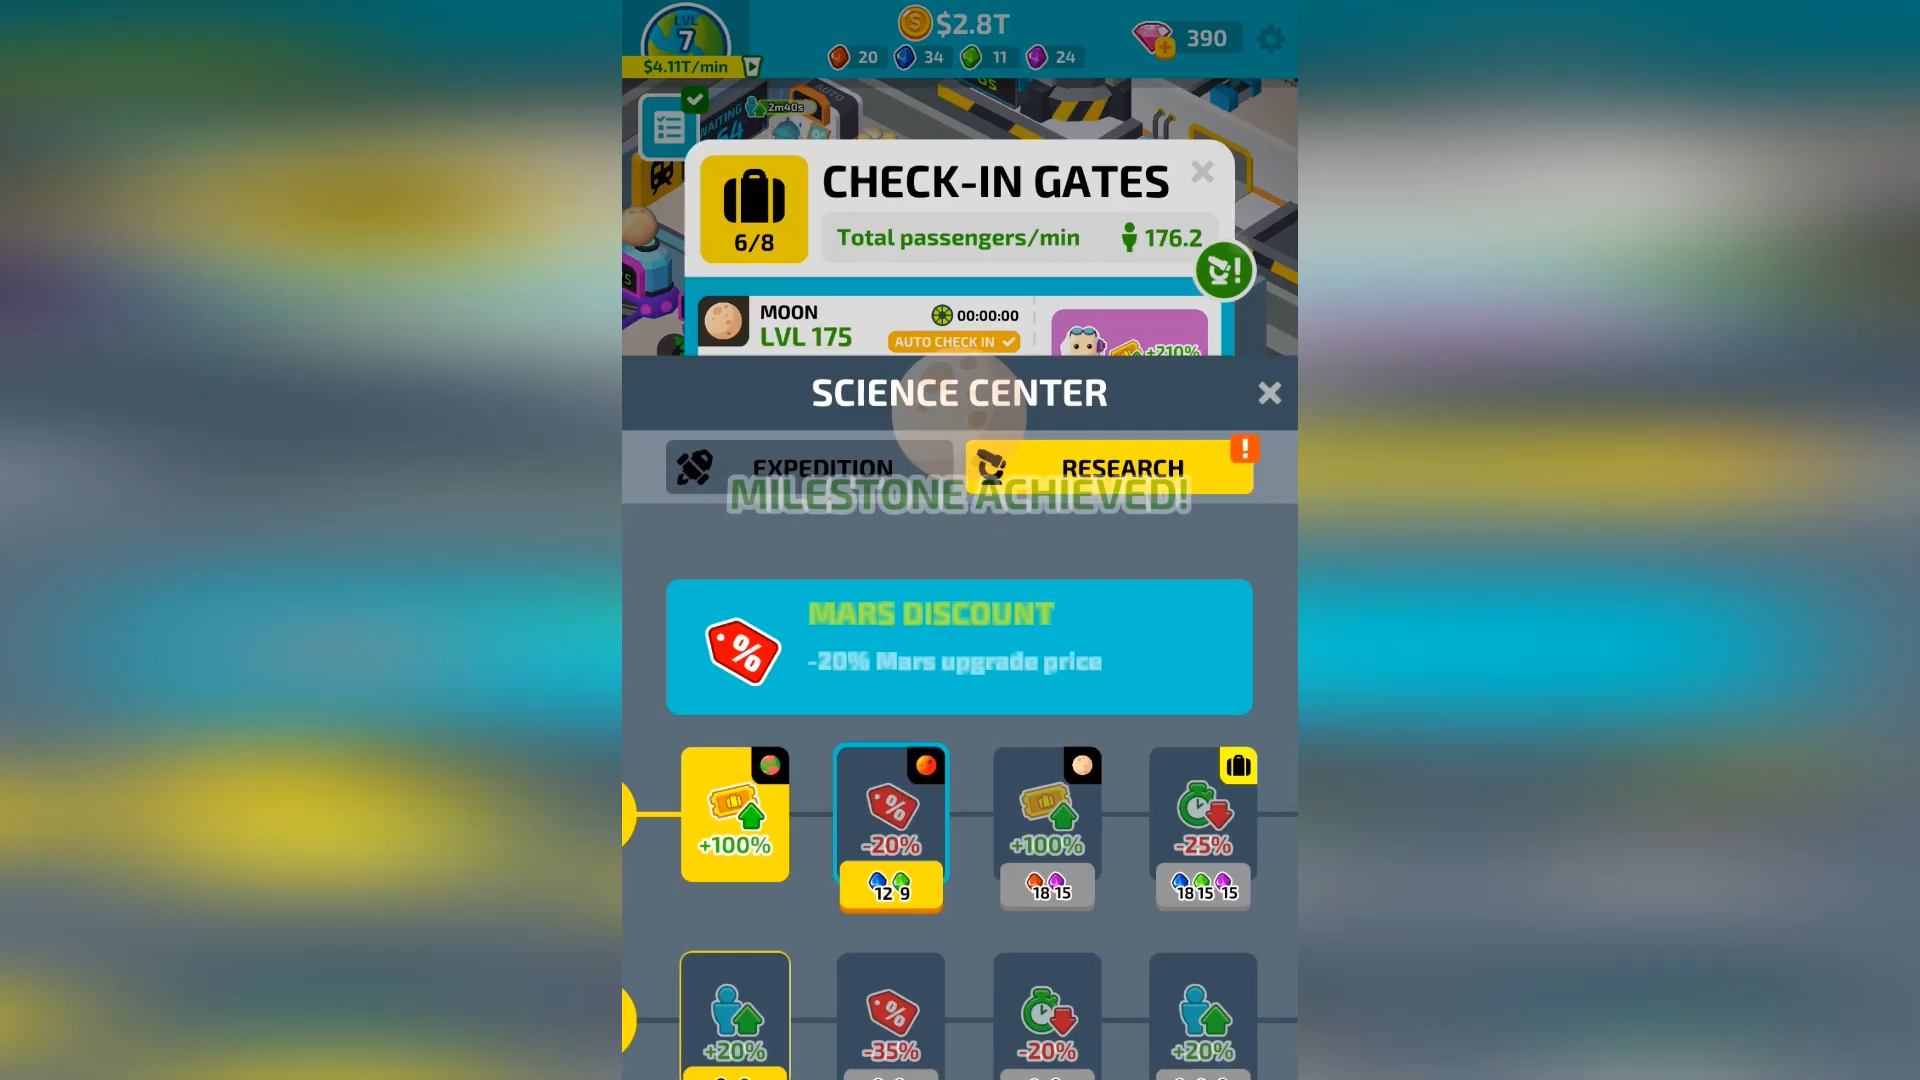 LVL
7
$4.11T/min
$2.8T
20
34
11
24
390
AUTO
WAITING
64
2m40s
CHECK-IN GATES
6/8
Total passengers/min
176.2
MOON
LVL 175
00:00:00
AUTO CHECK IN
+210%
SCIENCE CENTER
EXPEDITION
RESEARCH
!
MILESTONE ACHIEVED!
MARS DISCOUNT
-20% Mars upgrade price
%
+100%
-20%
+100%
-25%
12 9
18 15
18 15 15
+20%
-35%
-20%
+20%